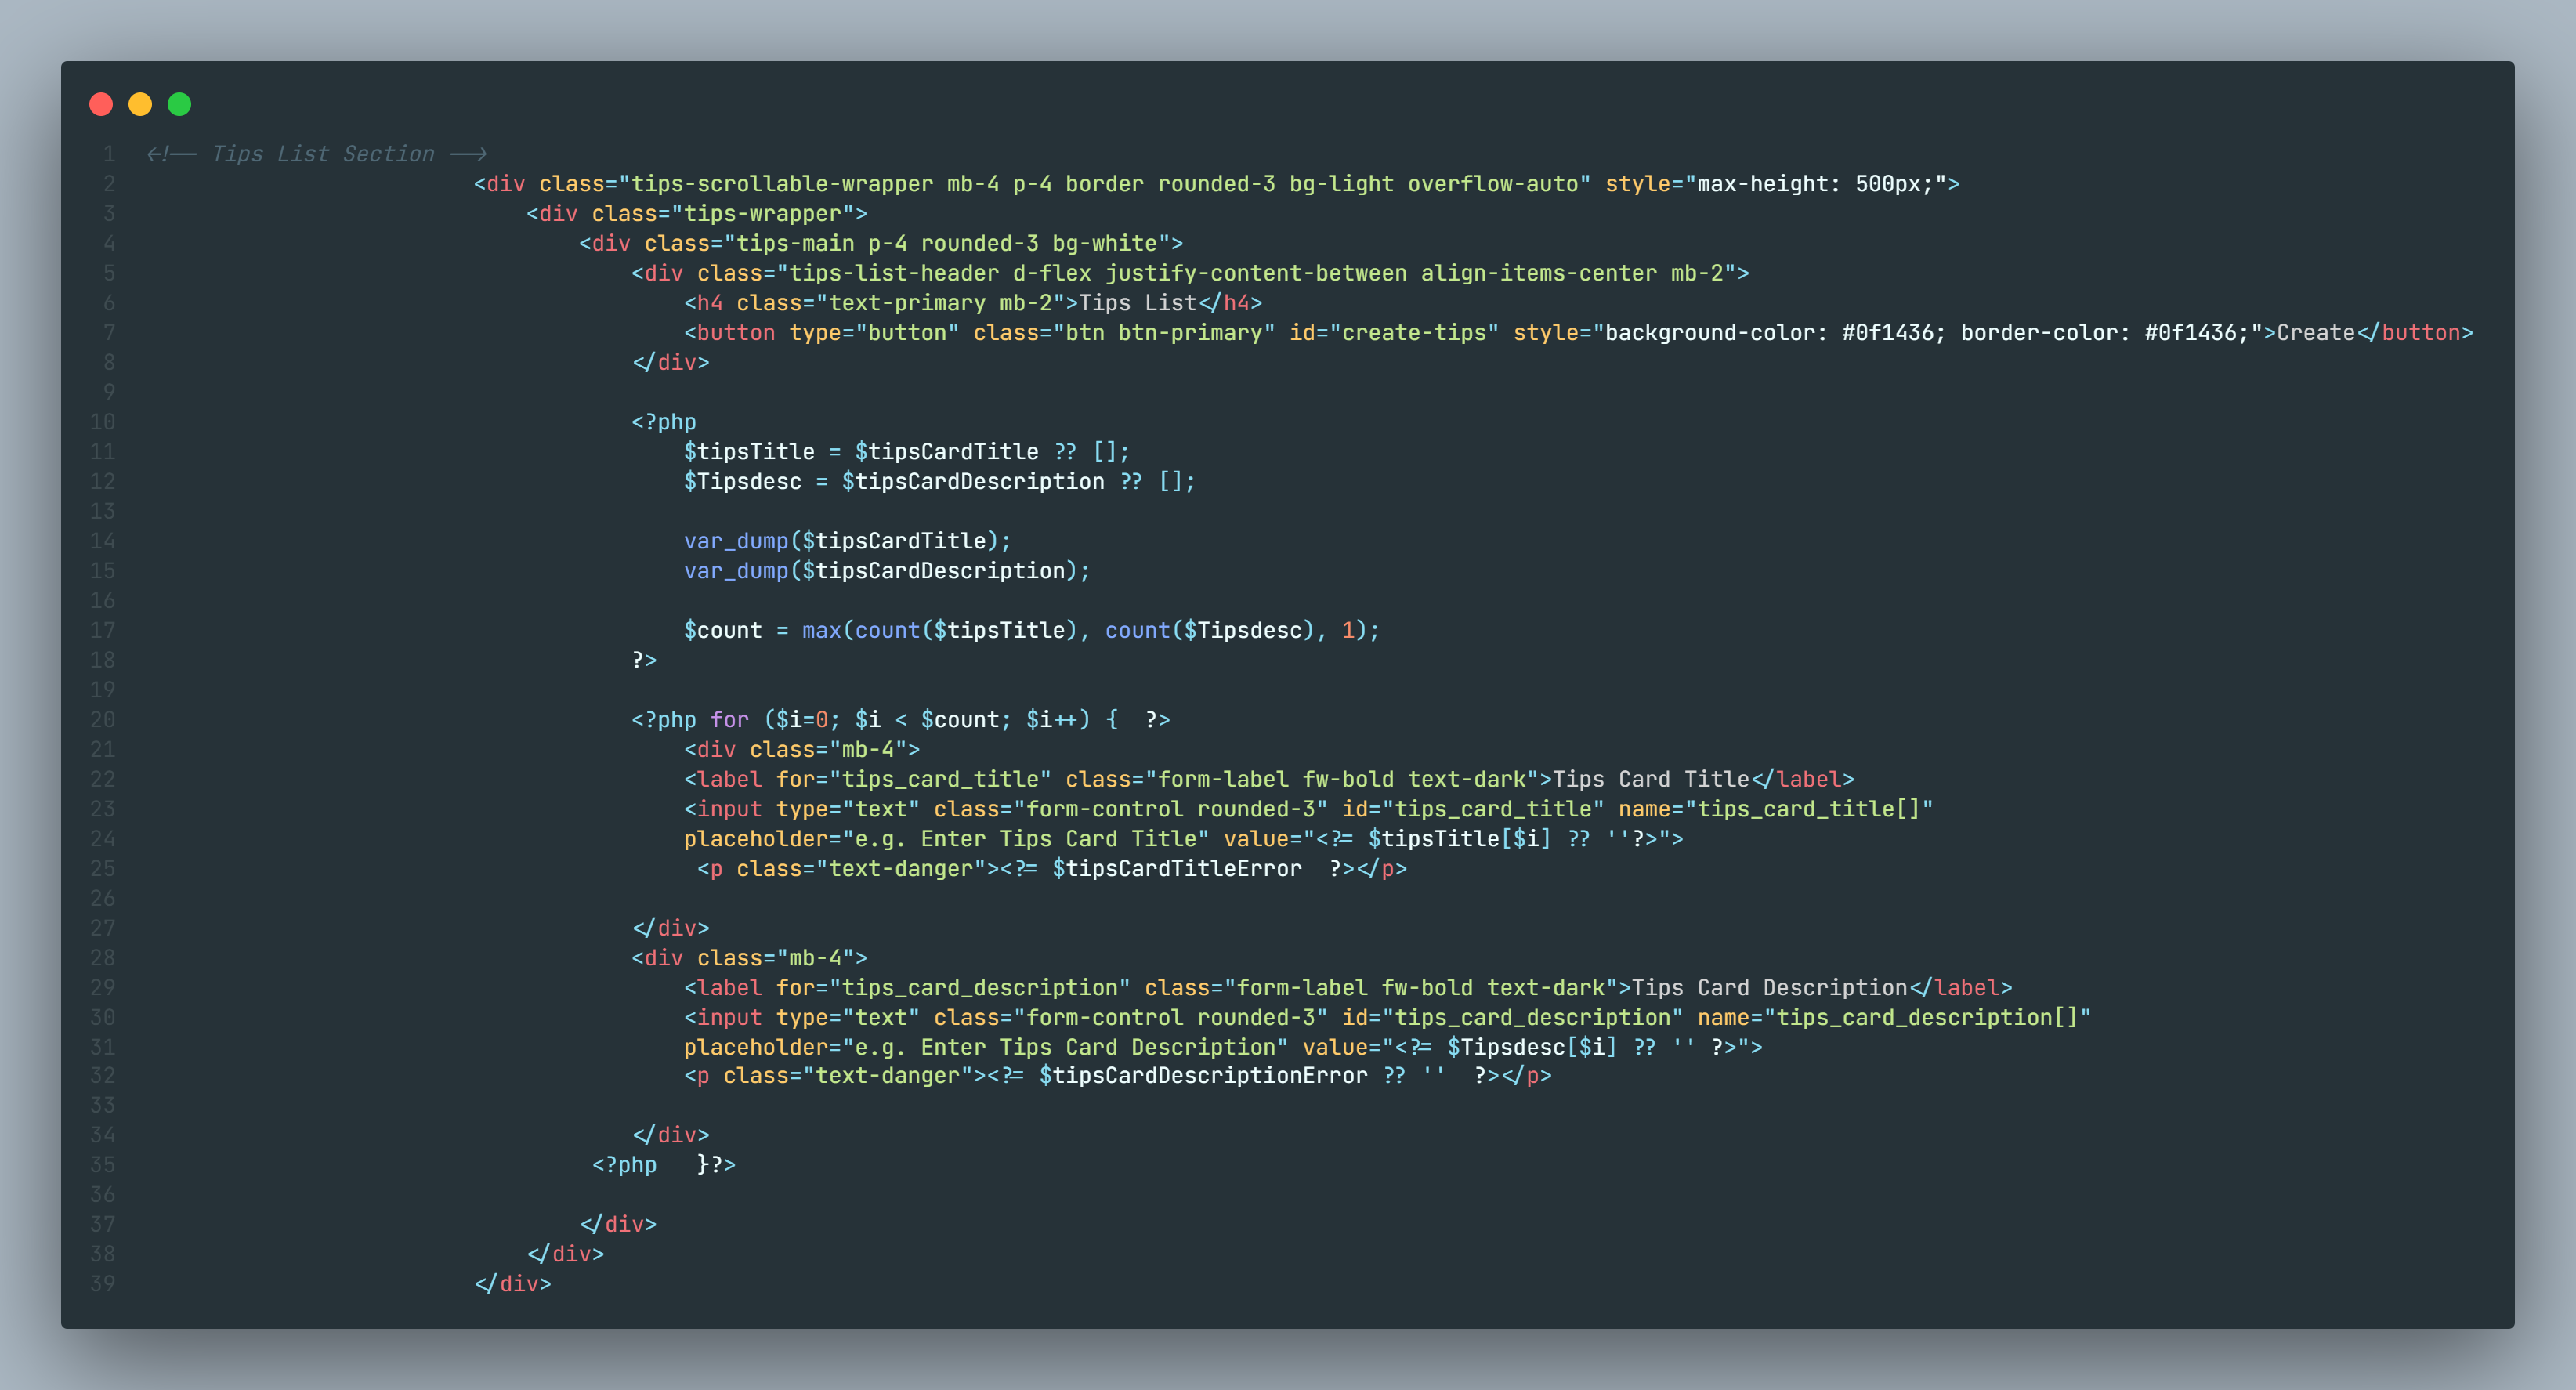 1 <!-- Tips List Section -->
2 <div class="tips-scrollable-wrapper mb-4 p-4 border rounded-3 bg-light overflow-auto" style="max-height: 500px;">
3 <div class="tips-wrapper">
4 <div class="tips-main p-4 rounded-3 bg-white">
5 <div class="tips-list-header d-flex justify-content-between align-items-center mb-2">
6 <h4 class="text-primary mb-2">Tips List</h4>
7 <button type="button" class="btn btn-primary" id="create-tips" style="background-color: #0f1436; border-color: #0f1436;">Create</button>
8 </div>
9
10 <?php
11 $tipsTitle = $tipsCardTitle ?? [];
12 $Tipsdesc = $tipsCardDescription ?? [];
13
14 var_dump($tipsCardTitle);
15 var_dump($tipsCardDescription);
16
17 $count = max(count($tipsTitle), count($Tipsdesc), 1);
18 ?>
19
20 <?php for ($i=0; $i < $count; $i++) {  ?>
21 <div class="mb-4">
22 <label for="tips_card_title" class="form-label fw-bold text-dark">Tips Card Title</label>
23 <input type="text" class="form-control rounded-3" id="tips_card_title" name="tips_card_title[]"
24 placeholder="e.g. Enter Tips Card Title" value="<?= $tipsTitle[$i] ?? ''?>">
25 <p class="text-danger"><?= $tipsCardTitleError  ?></p>
26
27 </div>
28 <div class="mb-4">
29 <label for="tips_card_description" class="form-label fw-bold text-dark">Tips Card Description</label>
30 <input type="text" class="form-control rounded-3" id="tips_card_description" name="tips_card_description[]"
31 placeholder="e.g. Enter Tips Card Description" value="<?= $Tipsdesc[$i] ?? '' ?>">
32 <p class="text-danger"><?= $tipsCardDescriptionError ?? ''  ?></p>
33
34 </div>
35 <?php   }?>
36
37 </div>
38 </div>
39 </div>